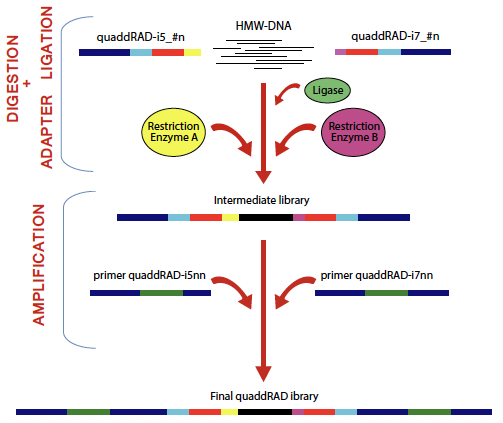 DIGESTION
+
ADAPTER LIGATION
quaddRAD-i5_#n
HMW-DNA
quaddRAD-i7_#n
Ligase
Restriction
Enzyme A
Restriction
Enzyme B
Intermediate library
AMPLIFICATION
primer quaddRAD-i5nn
primer quaddRAD-i7nn
Final quaddRAD library